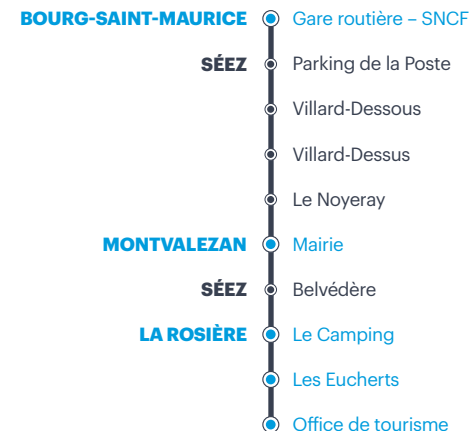 BOURG-SAINT-MAURICE Gare routière – SNCF
SÉEZ Parking de la Poste
Villard-Dessous
Villard-Dessus
Le Noyeray
MONTVALEZAN Mairie
SÉEZ Belvédère
LA ROSIÈRE Le Camping
Les Eucherts
Office de tourisme